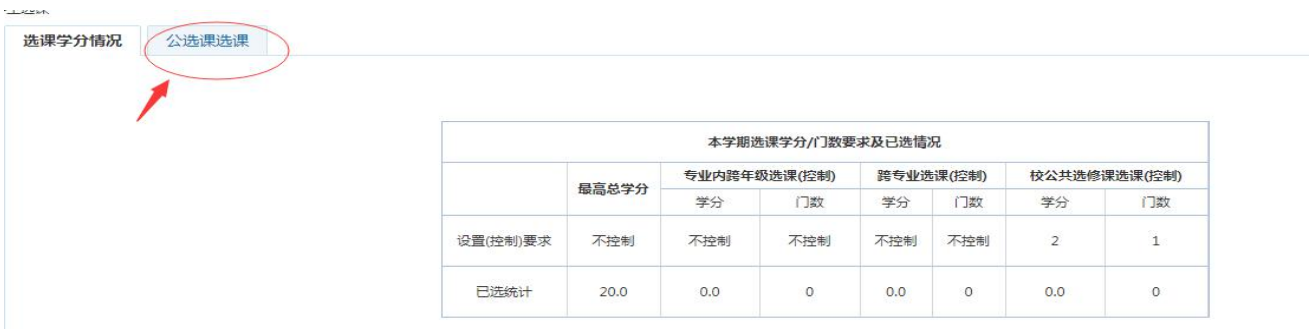 选课学分情况 公选课选课
本学期选课学分/门数要求及已选情况
最高总学分 专业内跨年级选课(控制) 跨专业选课(控制) 校公共选修课选课(控制)
学分 门数 学分 门数 学分 门数
设置(控制)要求 不控制 不控制 不控制 不控制 不控制 2 1
已选统计 20.0 0.0 0 0.0 0 0.0 0